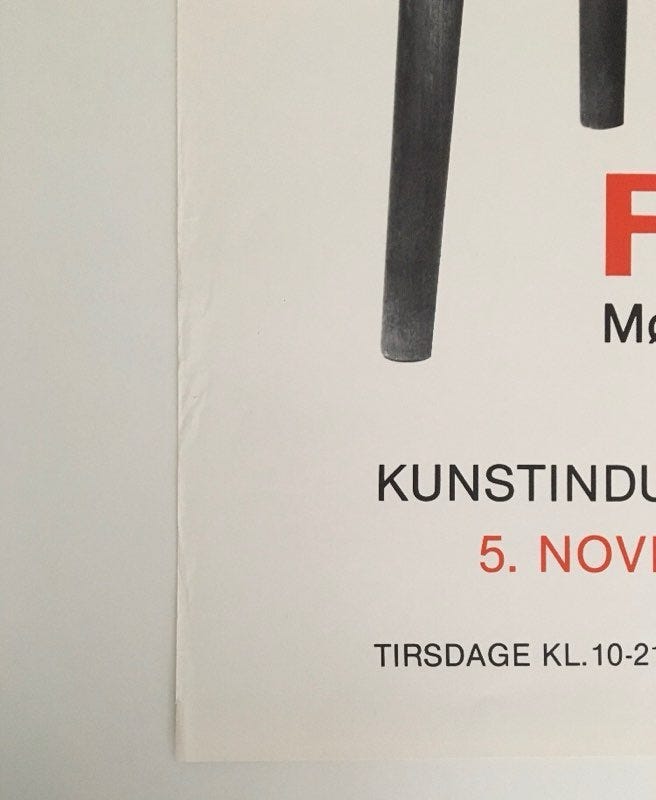 F
Mø
KUNSTINDU
5. NOV
TIRSDAGE KL.10-21